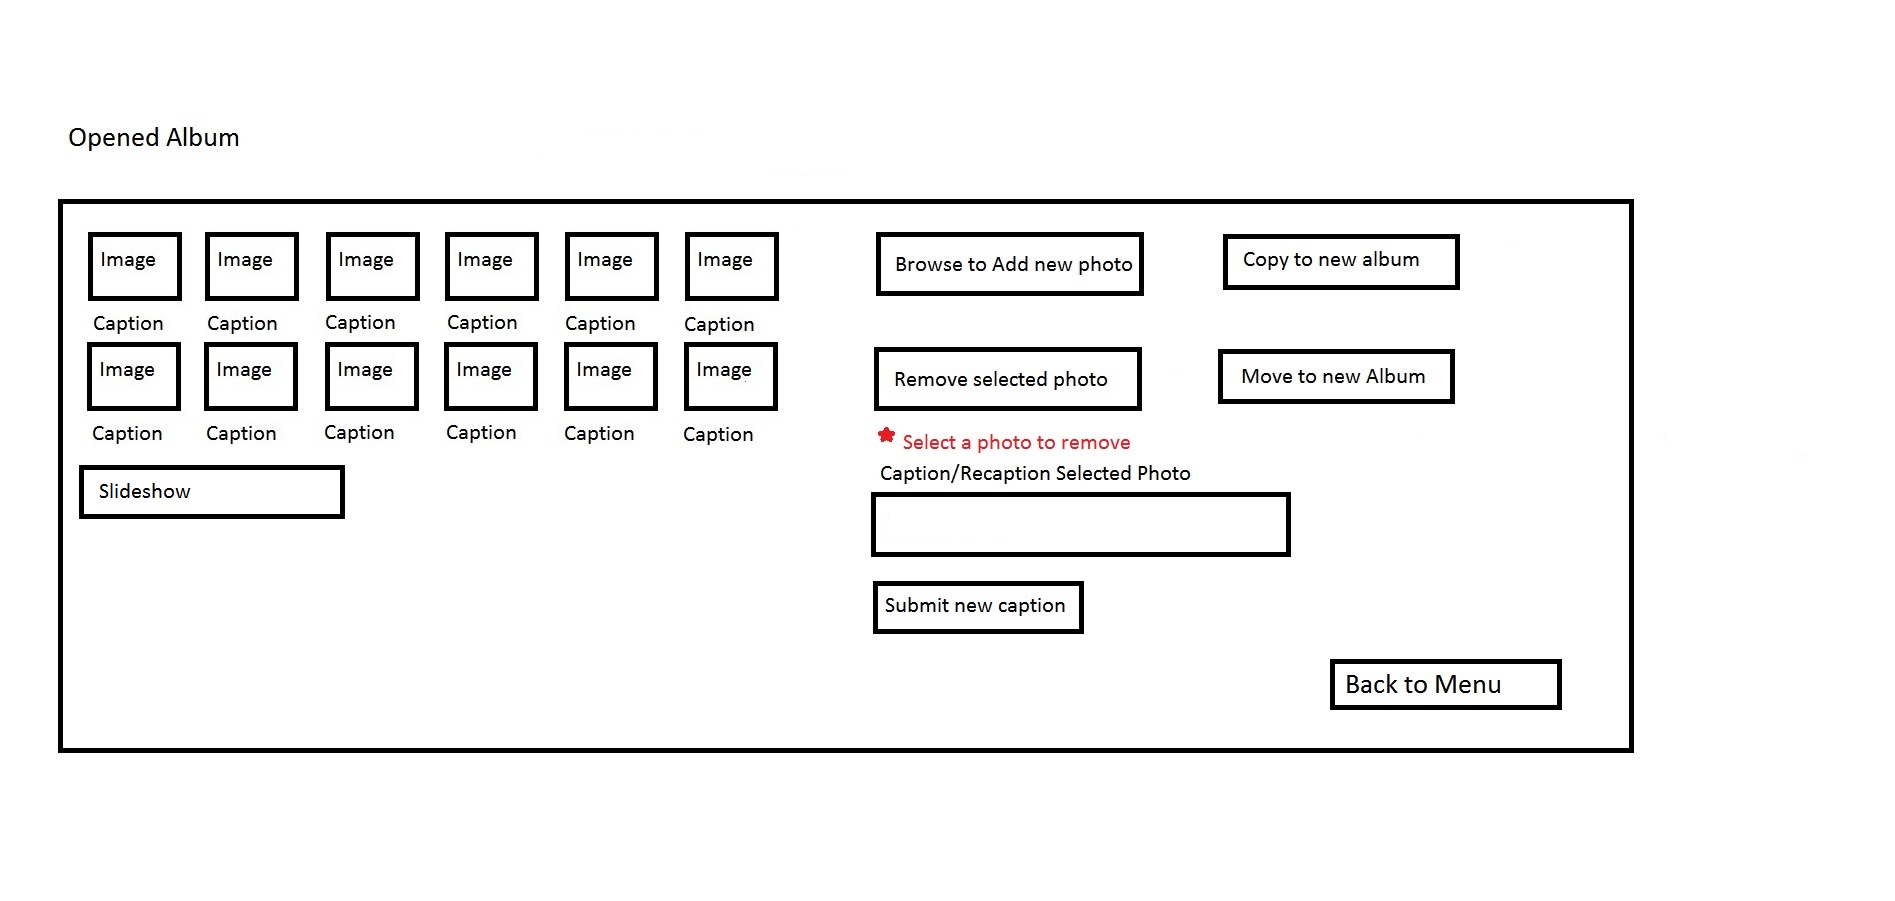 Opened Album
Image Image Image Image Image Image
Caption Caption Caption Caption Caption Caption
Image Image Image Image Image Image
Caption Caption Caption Caption Caption Caption
Slideshow
Browse to Add new photo
Copy to new album
Remove selected photo
Move to new Album
Select a photo to remove
Caption/Recaption Selected Photo
Submit new caption
Back to Menu